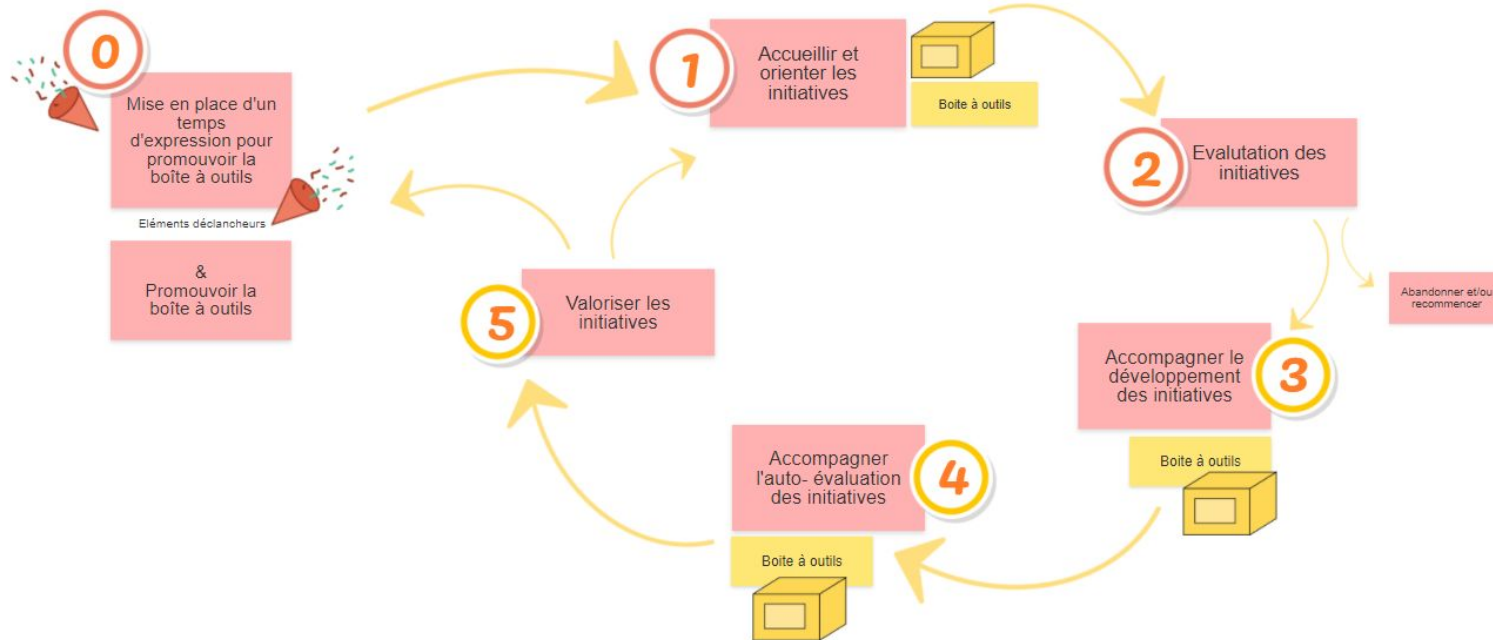 0
Mise en place d'un
temps
d'expression pour
promouvoir la
boîte à outils
Eléments déclancheurs
&
Promouvoir la
boîte à outils
1
Accueillir et
orienter les
initiatives
Boite à outils
2
Evalutation des
initiatives
Abandonner et/ou
recommencer
3
Accompagner le
développement
des initiatives
Boite à outils
4
Accompagner
l'auto- évaluation
des initiatives
Boite à outils
5
Valoriser les
initiatives